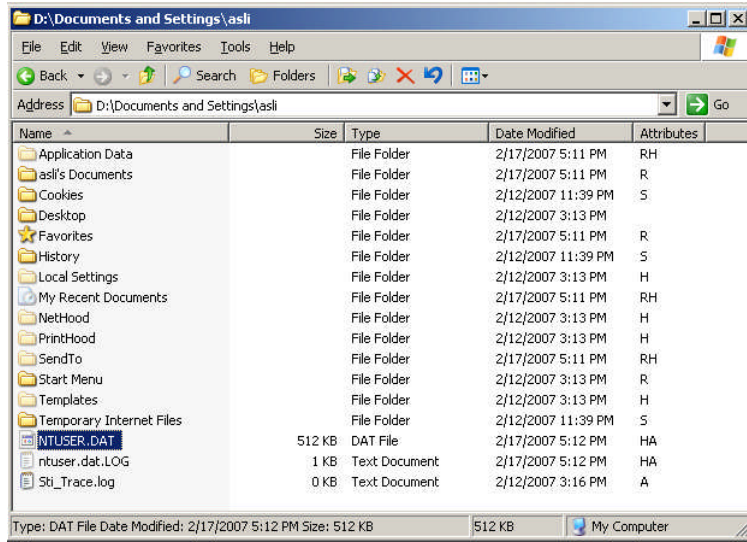 D:\Documents and Settings\asli
File Edit View Favorites Tools Help
Back Search Folders
Address D:\Documents and Settings\asli Go
Name Size Type Date Modified Attributes
Application Data File Folder 2/17/2007 5:11 PM RH
asli's Documents File Folder 2/17/2007 5:11 PM R
Cookies File Folder 2/12/2007 11:39 PM S
Desktop File Folder 2/12/2007 3:13 PM
Favorites File Folder 2/17/2007 5:11 PM R
History File Folder 2/12/2007 11:39 PM S
Local Settings File Folder 2/12/2007 3:13 PM H
My Recent Documents File Folder 2/17/2007 5:11 PM RH
NetHood File Folder 2/12/2007 3:13 PM H
PrintHood File Folder 2/12/2007 3:13 PM H
SendTo File Folder 2/17/2007 5:11 PM RH
Start Menu File Folder 2/12/2007 3:13 PM R
Templates File Folder 2/12/2007 3:13 PM H
Temporary Internet Files File Folder 2/12/2007 11:39 PM S
NTUSER.DAT 512 KB DAT File 2/17/2007 5:12 PM HA
ntuser.dat.LOG 1 KB Text Document 2/17/2007 5:12 PM HA
Sti_Trace.log 0 KB Text Document 2/12/2007 3:16 PM A
Type: DAT File Date Modified: 2/17/2007 5:12 PM Size: 512 KB 512 KB My Computer